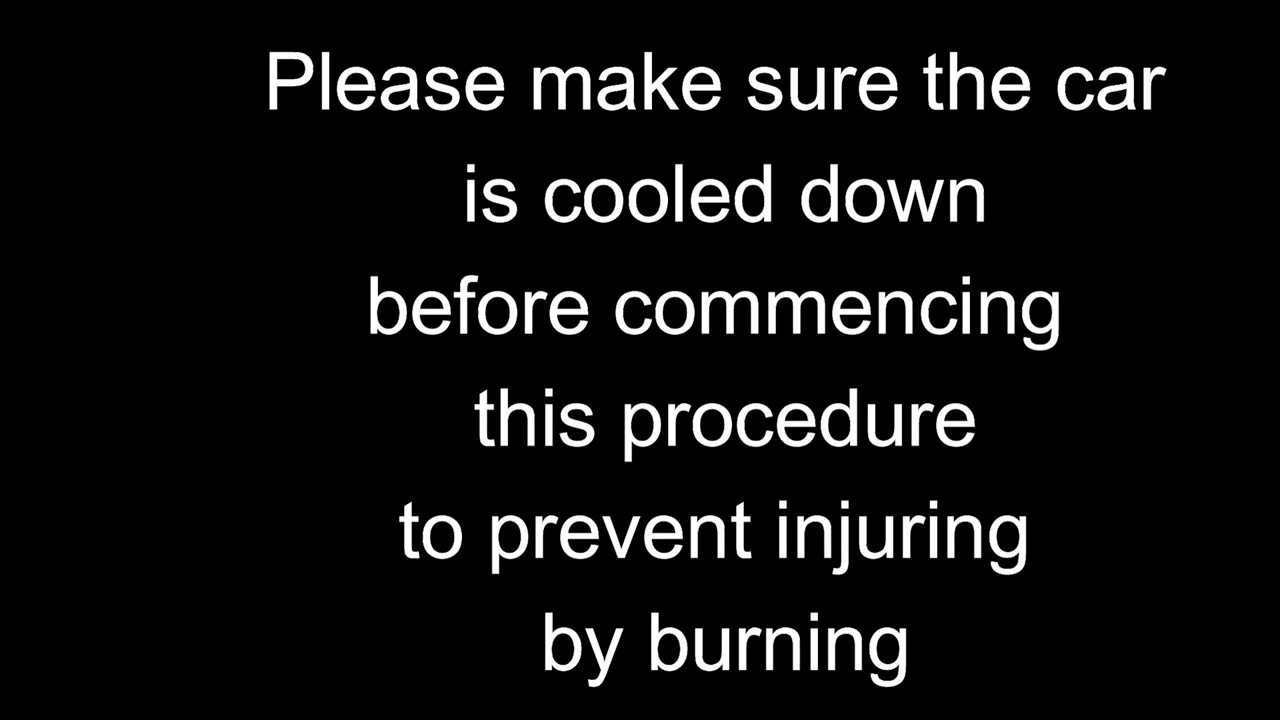 Please make sure the car
is cooled down
before commencing
this procedure
to prevent injuring
by burning